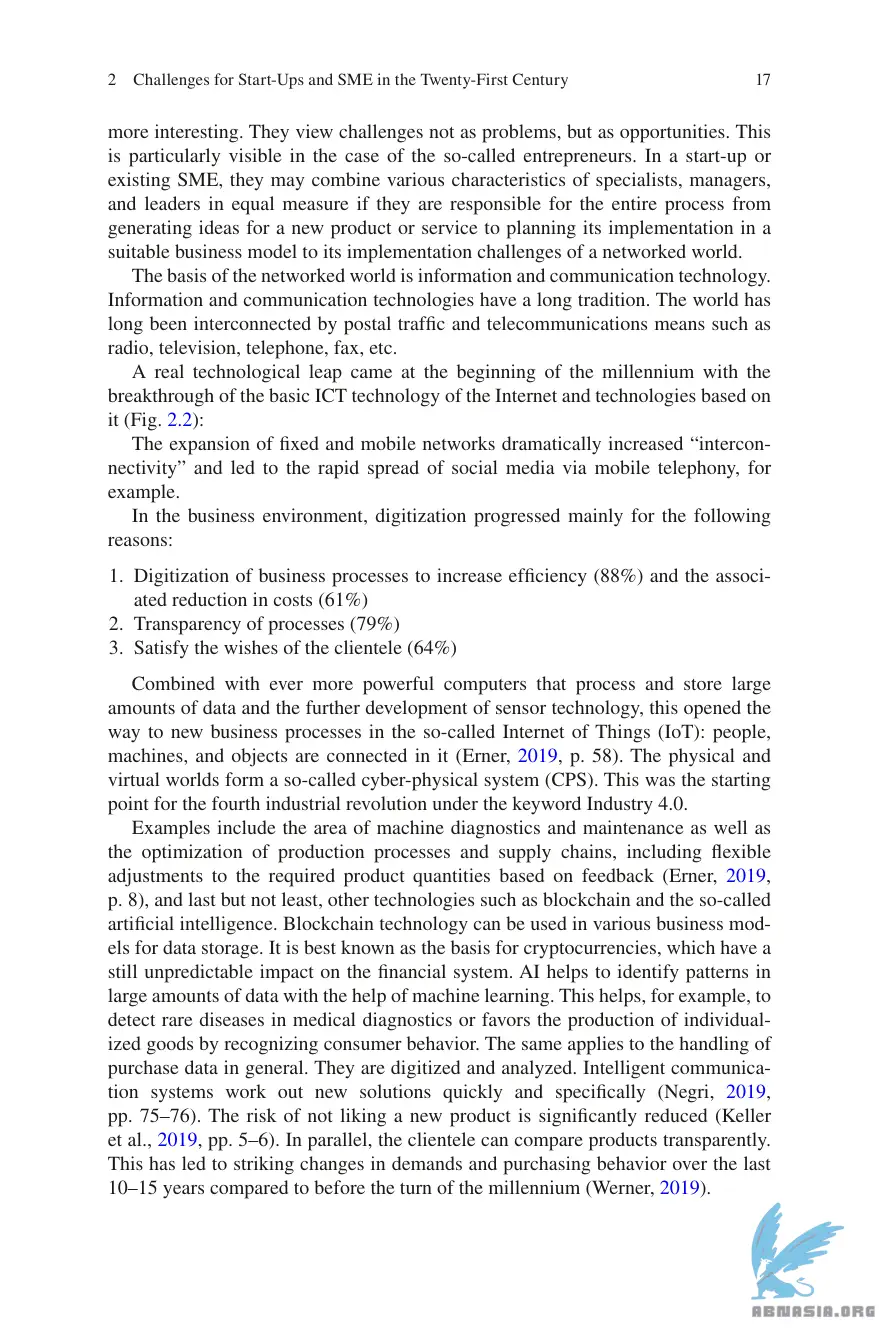 2 Challenges for Start-Ups and SME in the Twenty-First Century 17
more interesting. They view challenges not as problems, but as opportunities. This
is particularly visible in the case of the so-called entrepreneurs. In a start-up or
existing SME, they may combine various characteristics of specialists, managers,
and leaders in equal measure if they are responsible for the entire process from
generating ideas for a new product or service to planning its implementation in a
suitable business model to its implementation challenges of a networked world.
The basis of the networked world is information and communication technology.
Information and communication technologies have a long tradition. The world has
long been interconnected by postal traffic and telecommunications means such as
radio, television, telephone, fax, etc.
A real technological leap came at the beginning of the millennium with the
breakthrough of the basic ICT technology of the Internet and technologies based on
it (Fig. 2.2):
The expansion of fixed and mobile networks dramatically increased “intercon-
nectivity” and led to the rapid spread of social media via mobile telephony, for
example.
In the business environment, digitization progressed mainly for the following
reasons:
1. Digitization of business processes to increase efficiency (88%) and the associ-
ated reduction in costs (61%)
2. Transparency of processes (79%)
3. Satisfy the wishes of the clientele (64%)
Combined with ever more powerful computers that process and store large
amounts of data and the further development of sensor technology, this opened the
way to new business processes in the so-called Internet of Things (IoT): people,
machines, and objects are connected in it (Erner, 2019, p. 58). The physical and
virtual worlds form a so-called cyber-physical system (CPS). This was the starting
point for the fourth industrial revolution under the keyword Industry 4.0.
Examples include the area of machine diagnostics and maintenance as well as
the optimization of production processes and supply chains, including flexible
adjustments to the required product quantities based on feedback (Erner, 2019,
p. 8), and last but not least, other technologies such as blockchain and the so-called
artificial intelligence. Blockchain technology can be used in various business mod-
els for data storage. It is best known as the basis for cryptocurrencies, which have a
still unpredictable impact on the financial system. AI helps to identify patterns in
large amounts of data with the help of machine learning. This helps, for example, to
detect rare diseases in medical diagnostics or favors the production of individual-
ized goods by recognizing consumer behavior. The same applies to the handling of
purchase data in general. They are digitized and analyzed. Intelligent communica-
tion systems work out new solutions quickly and specifically (Negri, 2019,
pp. 75–76). The risk of not liking a new product is significantly reduced (Keller
et al., 2019, pp. 5–6). In parallel, the clientele can compare products transparently.
This has led to striking changes in demands and purchasing behavior over the last
10–15 years compared to before the turn of the millennium (Werner, 2019).
ABNASIA.ORG